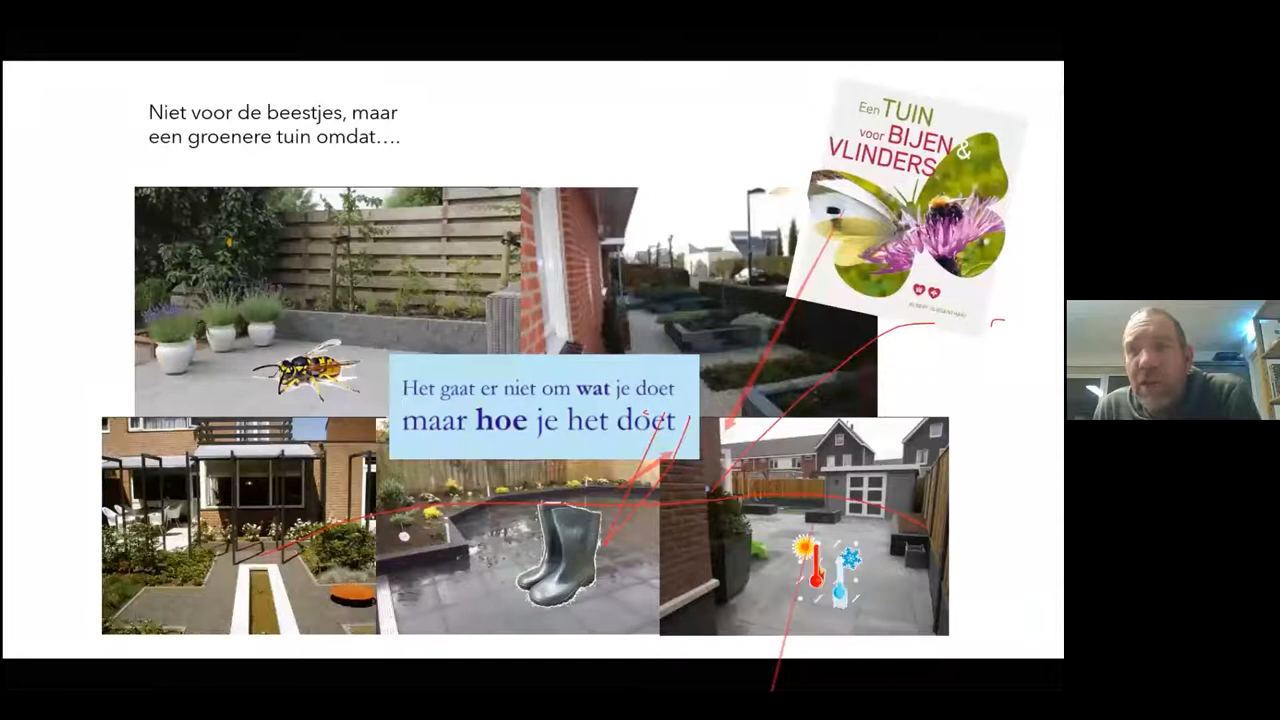 Niet voor de beestjes, maar
een groenere tuin omdat….
Een TUIN
voor BIJEN &
VLINDERS
Het gaat er niet om wat je doet
maar hoe je het doet